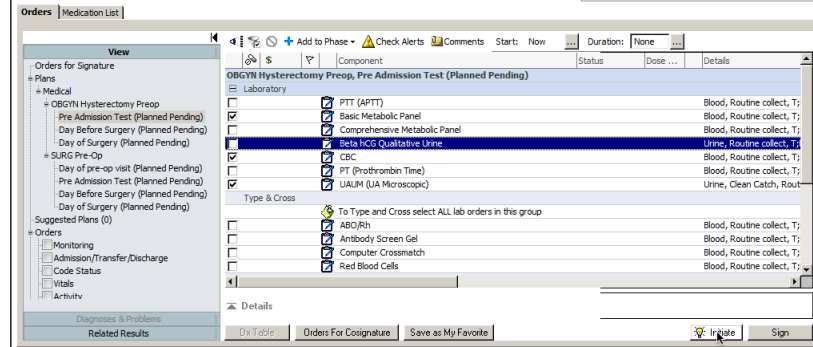 Orders Medication List
+ Add to Phase Check Alerts Comments Start: Now ... Duration: None ...
View
Orders for Signature
Plans
Medical
OBGYN Hysterectomy Preop
Pre Admission Test (Planned Pending)
Day Before Surgery (Planned Pending)
Day of Surgery (Planned Pending)
SURG Pre-Op
Day of pre-op visit (Planned Pending)
Pre Admission Test (Planned Pending)
Day Before Surgery (Planned Pending)
Day of Surgery (Planned Pending)
Suggested Plans (0)
Orders
Monitoring
Admission/Transfer/Discharge
Code Status
Vitals
Activity
Diagnoses & Problems
Related Results
$ Component Status Dose ... Details
OBGYN Hysterectomy Preop, Pre Admission Test (Planned Pending)
Laboratory
PTT (APTT) Blood, Routine collect, T;
Basic Metabolic Panel Blood, Routine collect, T;
Comprehensive Metabolic Panel Blood, Routine collect, T;
Beta hCG Qualitative Urine Urine, Routine collect, T;
CBC Blood, Routine collect, T;
PT (Prothrombin Time) Blood, Routine collect, T;
UAUM (UA Microscopic) Urine, Clean Catch, Rout
Type & Cross
To Type and Cross select ALL lab orders in this group
ABO/Rh Blood, Routine collect, T;
Antibody Screen Gel Blood, Routine collect, T;
Computer Crossmatch Blood, Routine collect, T;
Red Blood Cells Blood, Routine collect, T;
Details
Dx Table Orders For Cosignature Save as My Favorite Initiate Sign